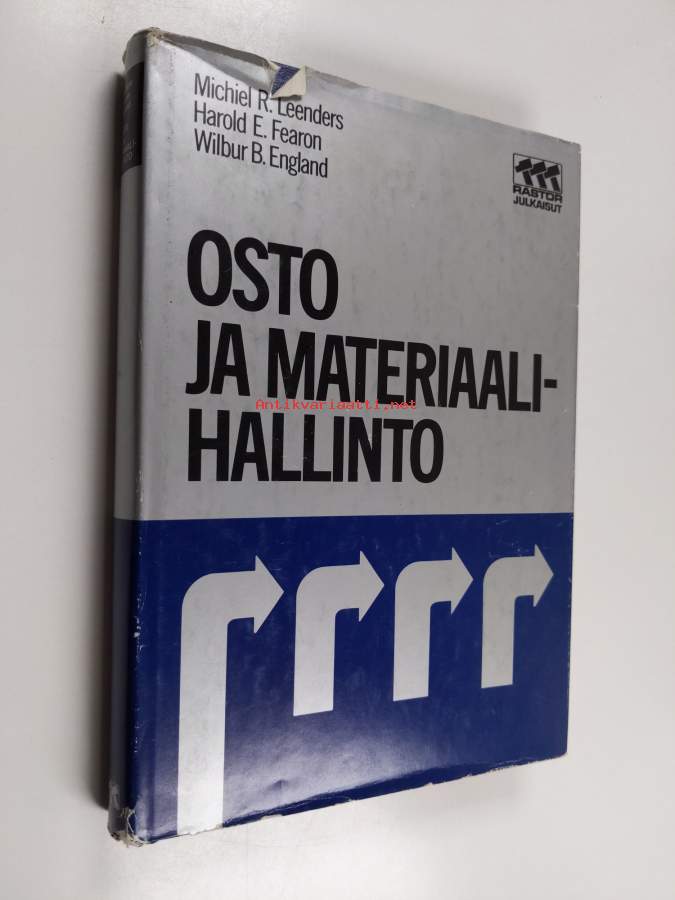 Michiel R. Leenders
Harold E. Fearon
Wilbur B. England
RASTOR
JULKAISUT
OSTO
JA MATERIAALI-
Antikvariaatti.net
HALLINTO